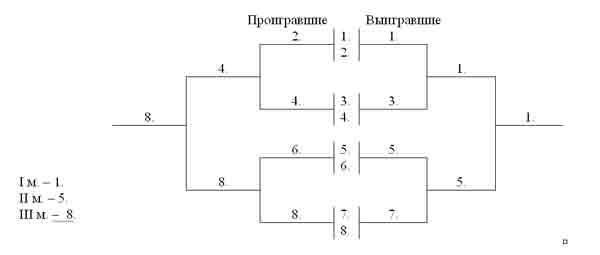 Проигравшие Выигравшие
2. 1. 1.
2.
4. 1.
4. 3. 3.
4.
8. 1.
6. 5. 5.
6.
I м. – 1.
8. 5.
II м. – 5.
III м. – 8.
8. 7. 7.
8.
¤